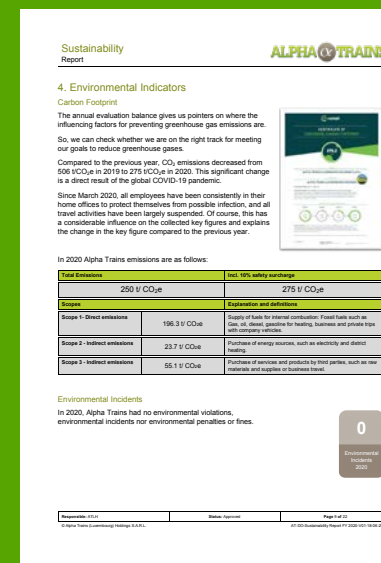 Sustainability
Report
ALPHA TRAINS
4. Environmental Indicators
Carbon Footprint
The annual evaluation balance gives us pointers on where the
influencing factors for preventing greenhouse gas emissions are.
So, we can check whether we are on the right track for meeting
our goals to reduce greenhouse gases.
Compared to the previous year, CO₂ emissions decreased from
506 t/CO₂e in 2019 to 275 t/CO₂e in 2020. This significant change
is a direct result of the global COVID-19 pandemic.
Since March 2020, all employees have been consistently in their
home offices to protect themselves from possible infection, and all
travel activities have been largely suspended. Of course, this has
a considerable influence on the collected key figures and explains
the change in the key figure compared to the previous year.
In 2020 Alpha Trains emissions are as follows:
Total Emissions Incl. 10% safety surcharge
250 t/ CO₂e 275 t/ CO₂e
Scopes Explanation and definitions
Scope 1- Direct emissions 196.3 t/ CO₂e Supply of fuels for internal combustion: Fossil fuels such as
Gas, oil, diesel, gasoline for heating, business and private trips
with company vehicles.
Scope 2 - Indirect emissions 23.7 t/ CO₂e Purchase of energy sources, such as electricity and district
heating.
Scope 3 - Indirect emissions 55.1 t/ CO₂e Purchase of services and products by third parties, such as raw
materials and supplies or business travel.
Environmental Incidents
In 2020, Alpha Trains had no environmental violations,
environmental incidents nor environmental penalties or fines.
0
Environmental
Incidents
2020
Responsible: ATLH Status: Approved Page 9 of 22
© Alpha Trains (Luxembourg) Holdings S.A.R.L.